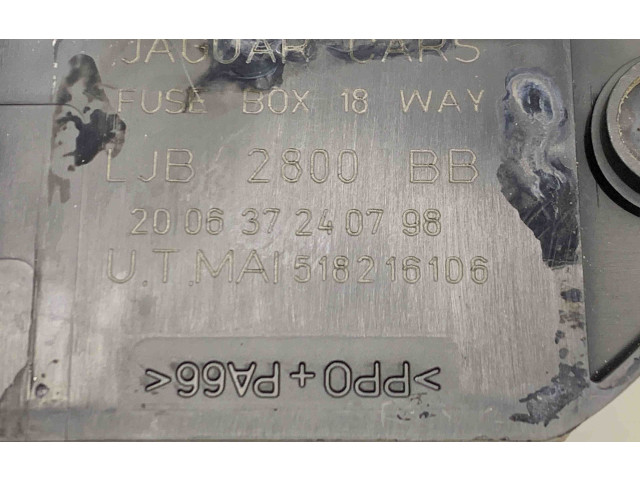 JAGUAR CARS
FUSE BOX 18 WAY
LJB 2800 BB
20 06 37 24 07 98
U.T.MAI 518216106
>PPO+PA66<